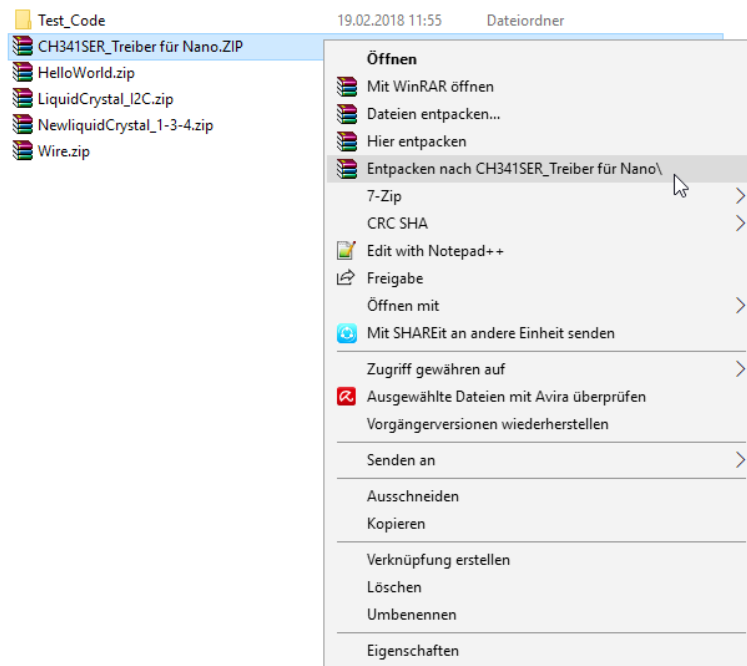 Test_Code 19.02.2018 11:55 Dateiordner
CH341SER_Treiber für Nano.ZIP
HelloWorld.zip
LiquidCrystal_I2C.zip
NewliquidCrystal_1-3-4.zip
Wire.zip
Öffnen
Mit WinRAR öffnen
Dateien entpacken...
Hier entpacken
Entpacken nach CH341SER_Treiber für Nano\
7-Zip
CRC SHA
Edit with Notepad++
Freigabe
Öffnen mit
Mit SHAREit an andere Einheit senden
Zugriff gewähren auf
Ausgewählte Dateien mit Avira überprüfen
Vorgängerversionen wiederherstellen
Senden an
Ausschneiden
Kopieren
Verknüpfung erstellen
Löschen
Umbenennen
Eigenschaften